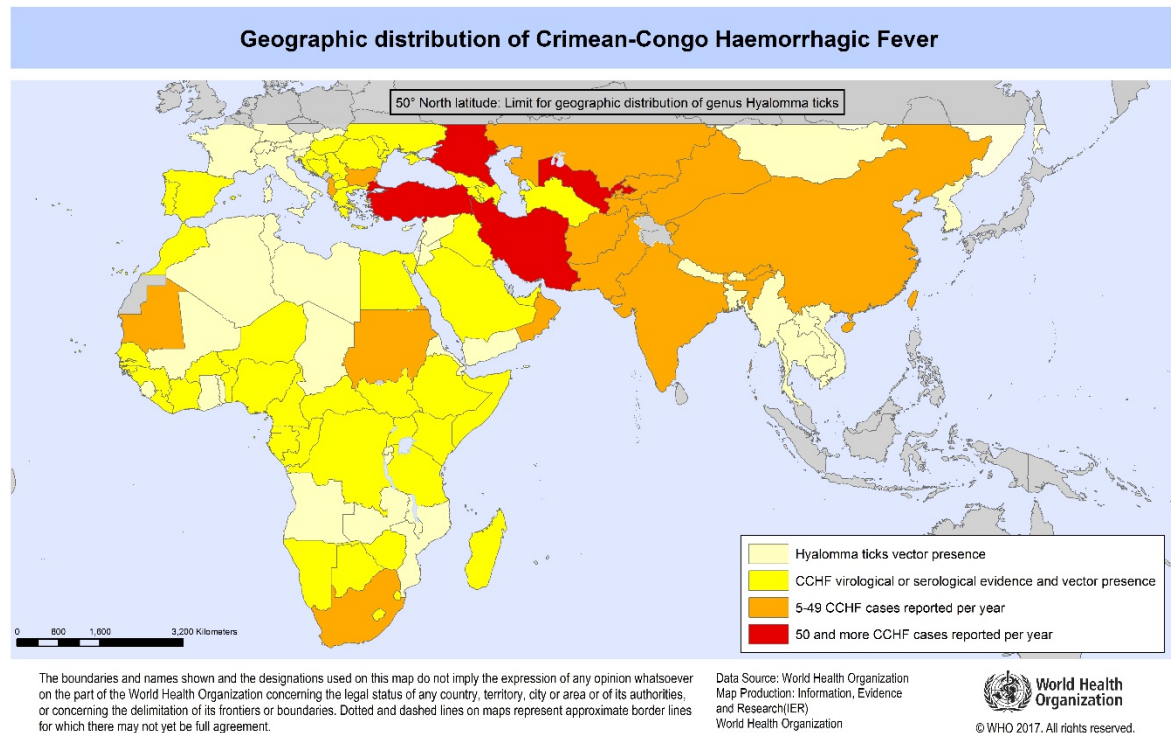 Geographic distribution of Crimean-Congo Haemorrhagic Fever
50° North latitude: Limit for geographic distribution of genus Hyalomma ticks
Hyalomma ticks vector presence
CCHF virological or serological evidence and vector presence
5-49 CCHF cases reported per year
50 and more CCHF cases reported per year
0 800 1,600 3,200 Kilometers
The boundaries and names shown and the designations used on this map do not imply the expression of any opinion whatsoever
on the part of the World Health Organization concerning the legal status of any country, territory, city or area or of its authorities,
or concerning the delimitation of its frontiers or boundaries. Dotted and dashed lines on maps represent approximate border lines
for which there may not yet be full agreement.
Data Source: World Health Organization
Map Production: Information, Evidence
and Research(IER)
World Health Organization
World Health
Organization
© WHO 2017. All rights reserved.